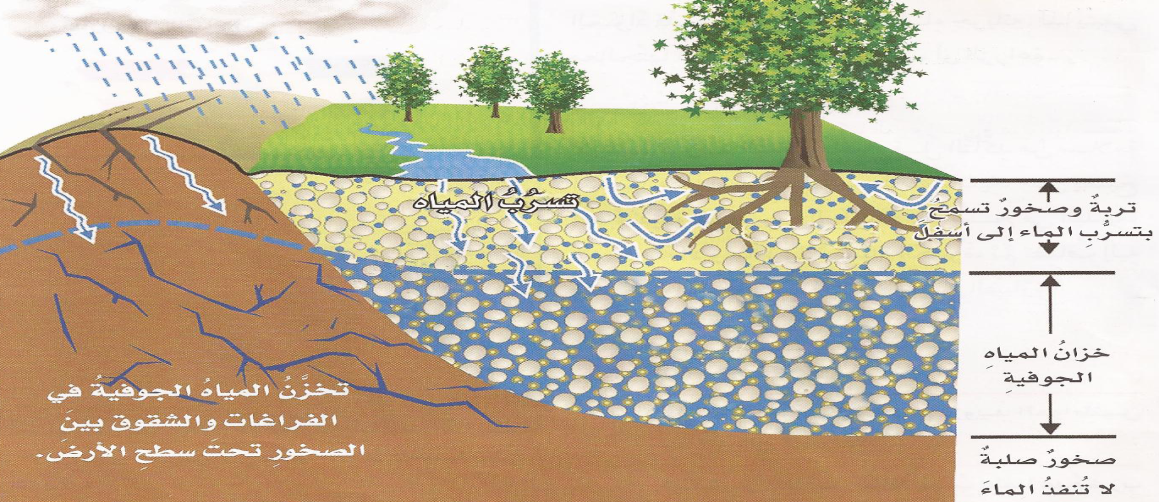 تسرُّبُ المياه
تربةٌ وصخورٌ تسمحُ
بتسرُّبِ الماء إلى أسفل
خزانُ المياهِ
الجوفيةِ
تخزَّنُ المياهُ الجوفيةُ في
الفراغات والشقوق بينَ
الصخورِ تحتَ سطحِ الأرضَ.
صخورٌ صلبةٌ
لا تُنفذُ الماءَ